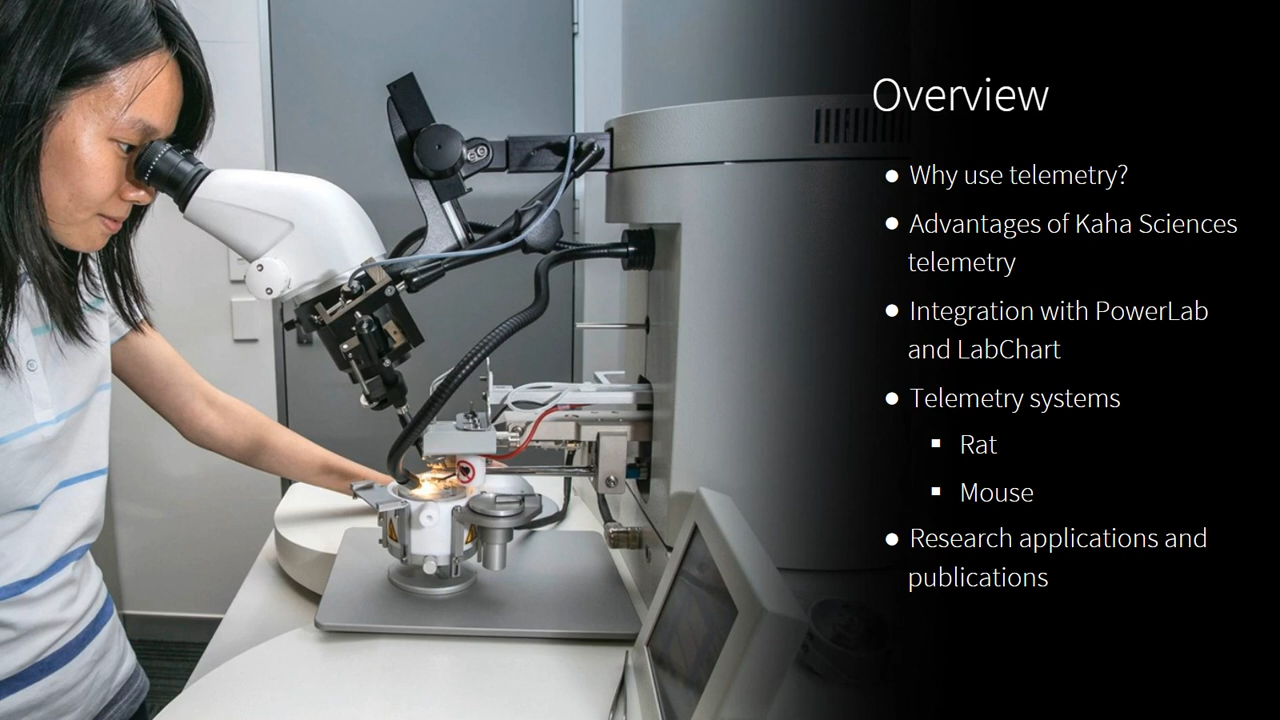 Overview
● Why use telemetry?
● Advantages of Kaha Sciences
telemetry
● Integration with PowerLab
and LabChart
● Telemetry systems
▪ Rat
▪ Mouse
● Research applications and
publications